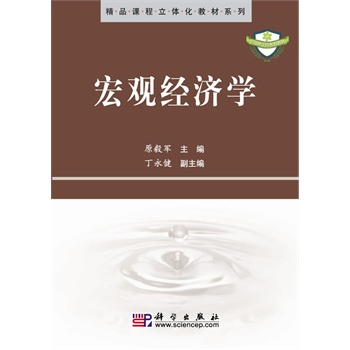 精·品·课·程·立·体·化·教·材·系·列
宏观经济学
原毅军 主 编
丁永健 副主编
科学出版社
www.sciencep.com